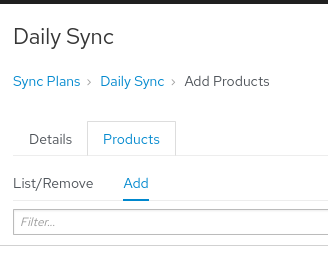 Daily Sync
Sync Plans › Daily Sync › Add Products
Details Products
List/Remove Add
Filter...